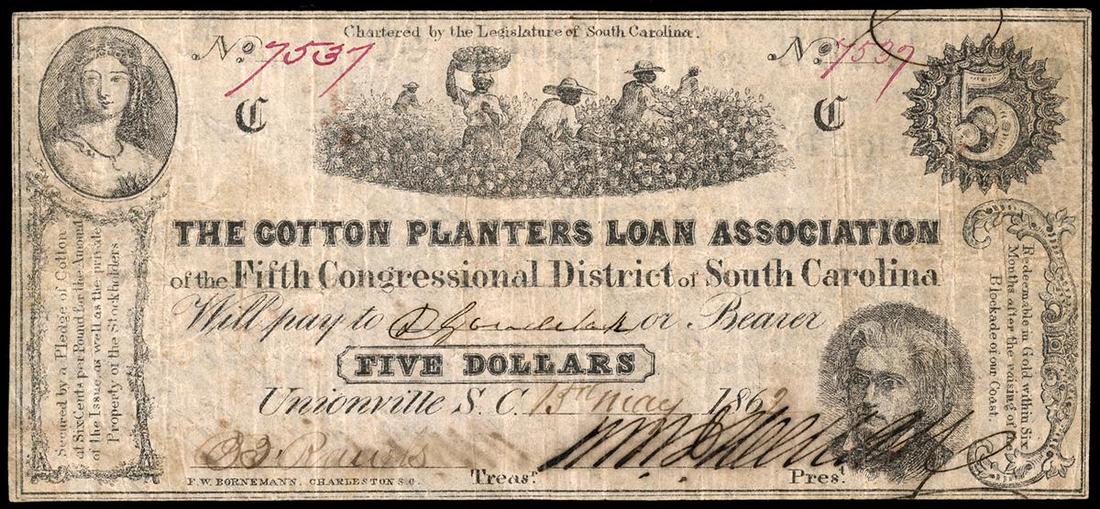 Chartered by the Legislature of South Carolina.
No 7537
No 7537
C
C
5
THE COTTON PLANTERS LOAN ASSOCIATION
of the Fifth Congressional District of South Carolina
Will pay to or Bearer
FIVE DOLLARS
Unionville S. C. 15th May 1862
Treasr.
Presr.
F. W. BORNEMANN, CHARLESTON S. C.
Secured by a Pledge of Cotton
at Six Cents per Pound for the Amount
of the Issue, as well as the private
Property of the Stockholders
Redeemable in Gold within Six
Months after the raising of the
Blockade of our Coast.